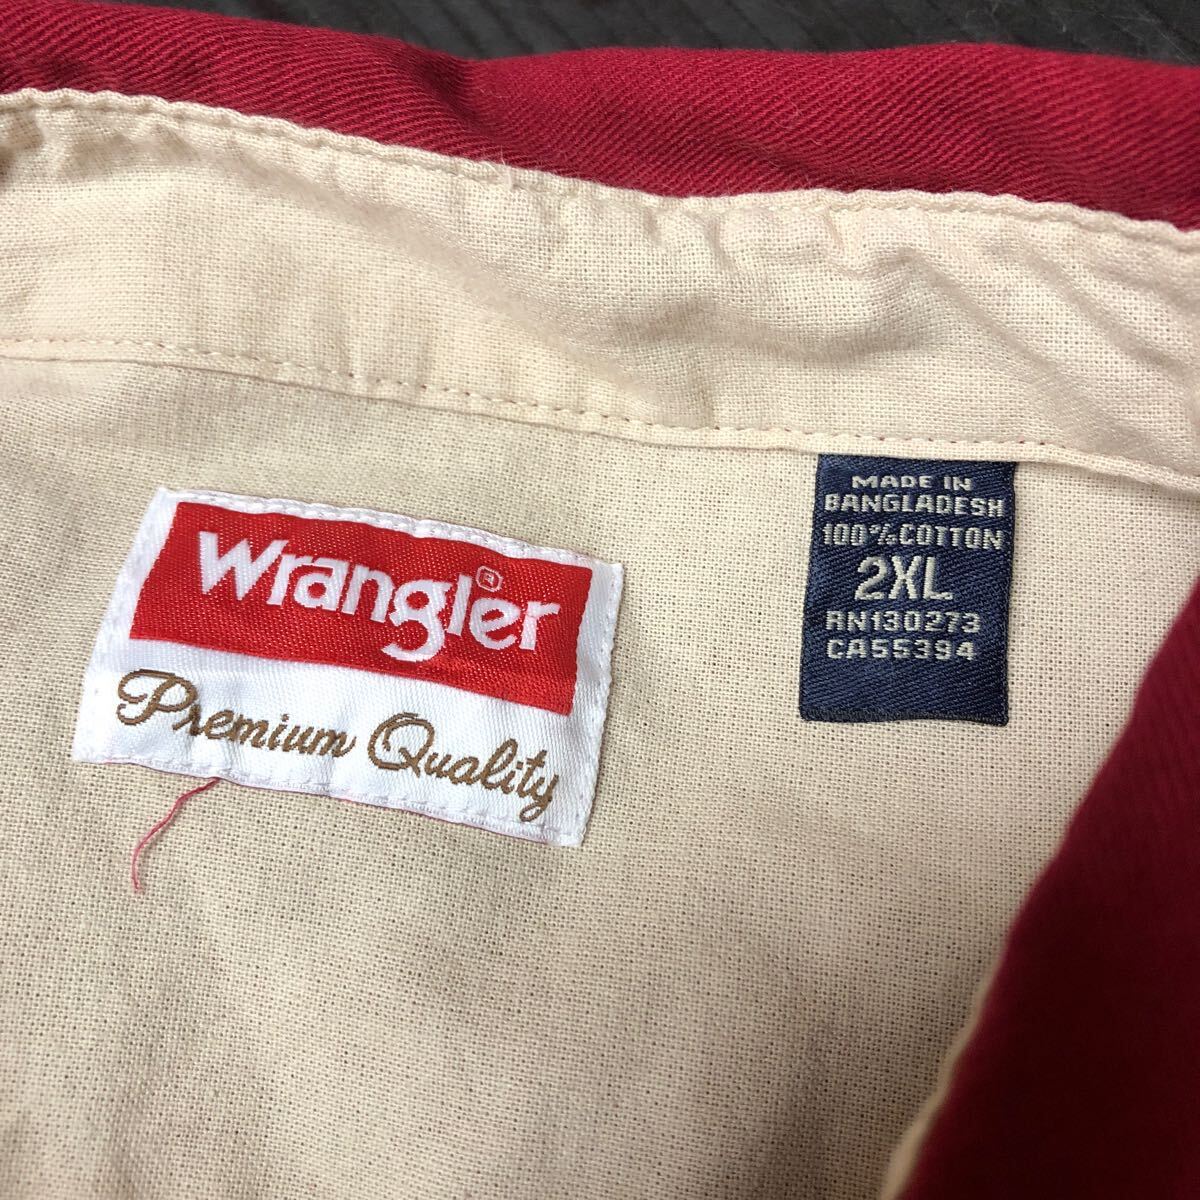 Wrangler®
Premium Quality
MADE IN
BANGLADESH
100% COTTON
2XL
RN130273
CA55394